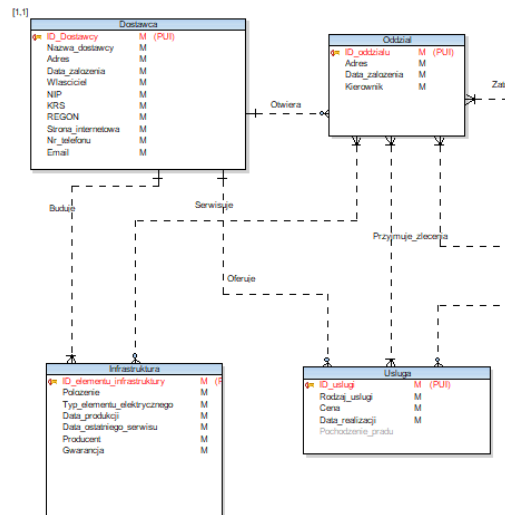 [1.1]
Dostawca
ID_Dostawcy M (PUI)
Nazwa_dostawcy M
Adres M
Data_zalozenia M
Wlasciciel M
NIP M
KRS M
REGON M
Strona_internetowa M
Nr_telefonu M
Email M
Oddzial
ID_oddzialu M (PUI)
Adres M
Data_zalozenia M
Kierownik M
Otwiera
Zat
Buduje
Serwisuje
Przyjmuje_zlecenia
Oferuje
Infrastruktura
ID_elementu_infrastruktury M (P
Polozenie M
Typ_elementu_elektrycznego M
Data_produkcji M
Data_ostatniego_serwisu M
Producent M
Gwarancja M
Usluga
ID_uslugi M (PUI)
Rodzaj_uslugi M
Cena M
Data_realizacji M
Pochodzenie_pradu